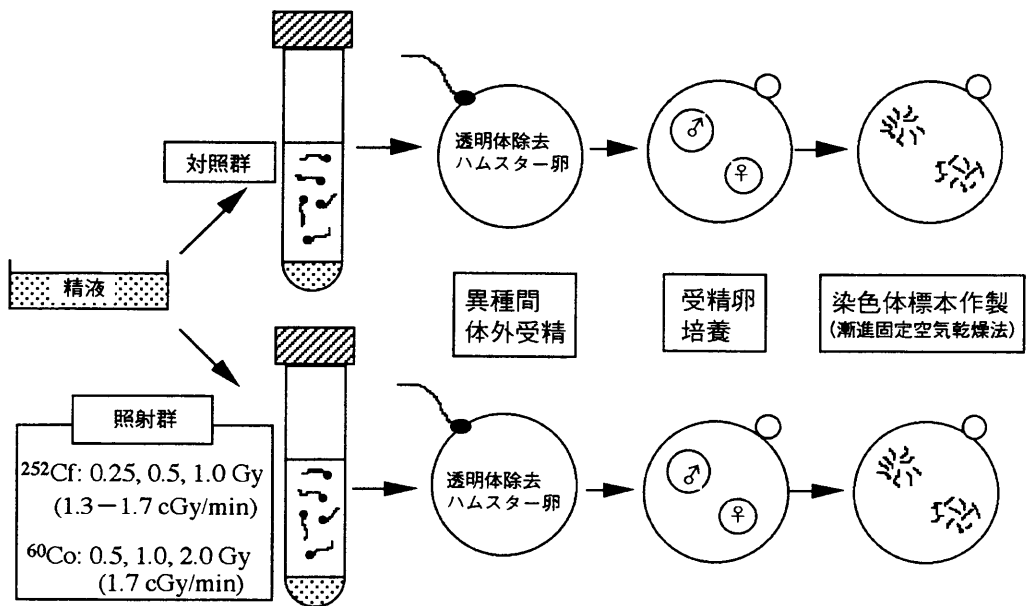 対照群
精液
透明体除去
ハムスター卵
♂
♀
異種間
体外受精
受精卵
培養
染色体標本作製
(漸進固定空気乾燥法)
照射群
²⁵²Cf: 0.25, 0.5, 1.0 Gy
(1.3－1.7 cGy/min)
⁶⁰Co: 0.5, 1.0, 2.0 Gy
(1.7 cGy/min)
透明体除去
ハムスター卵
♂
♀